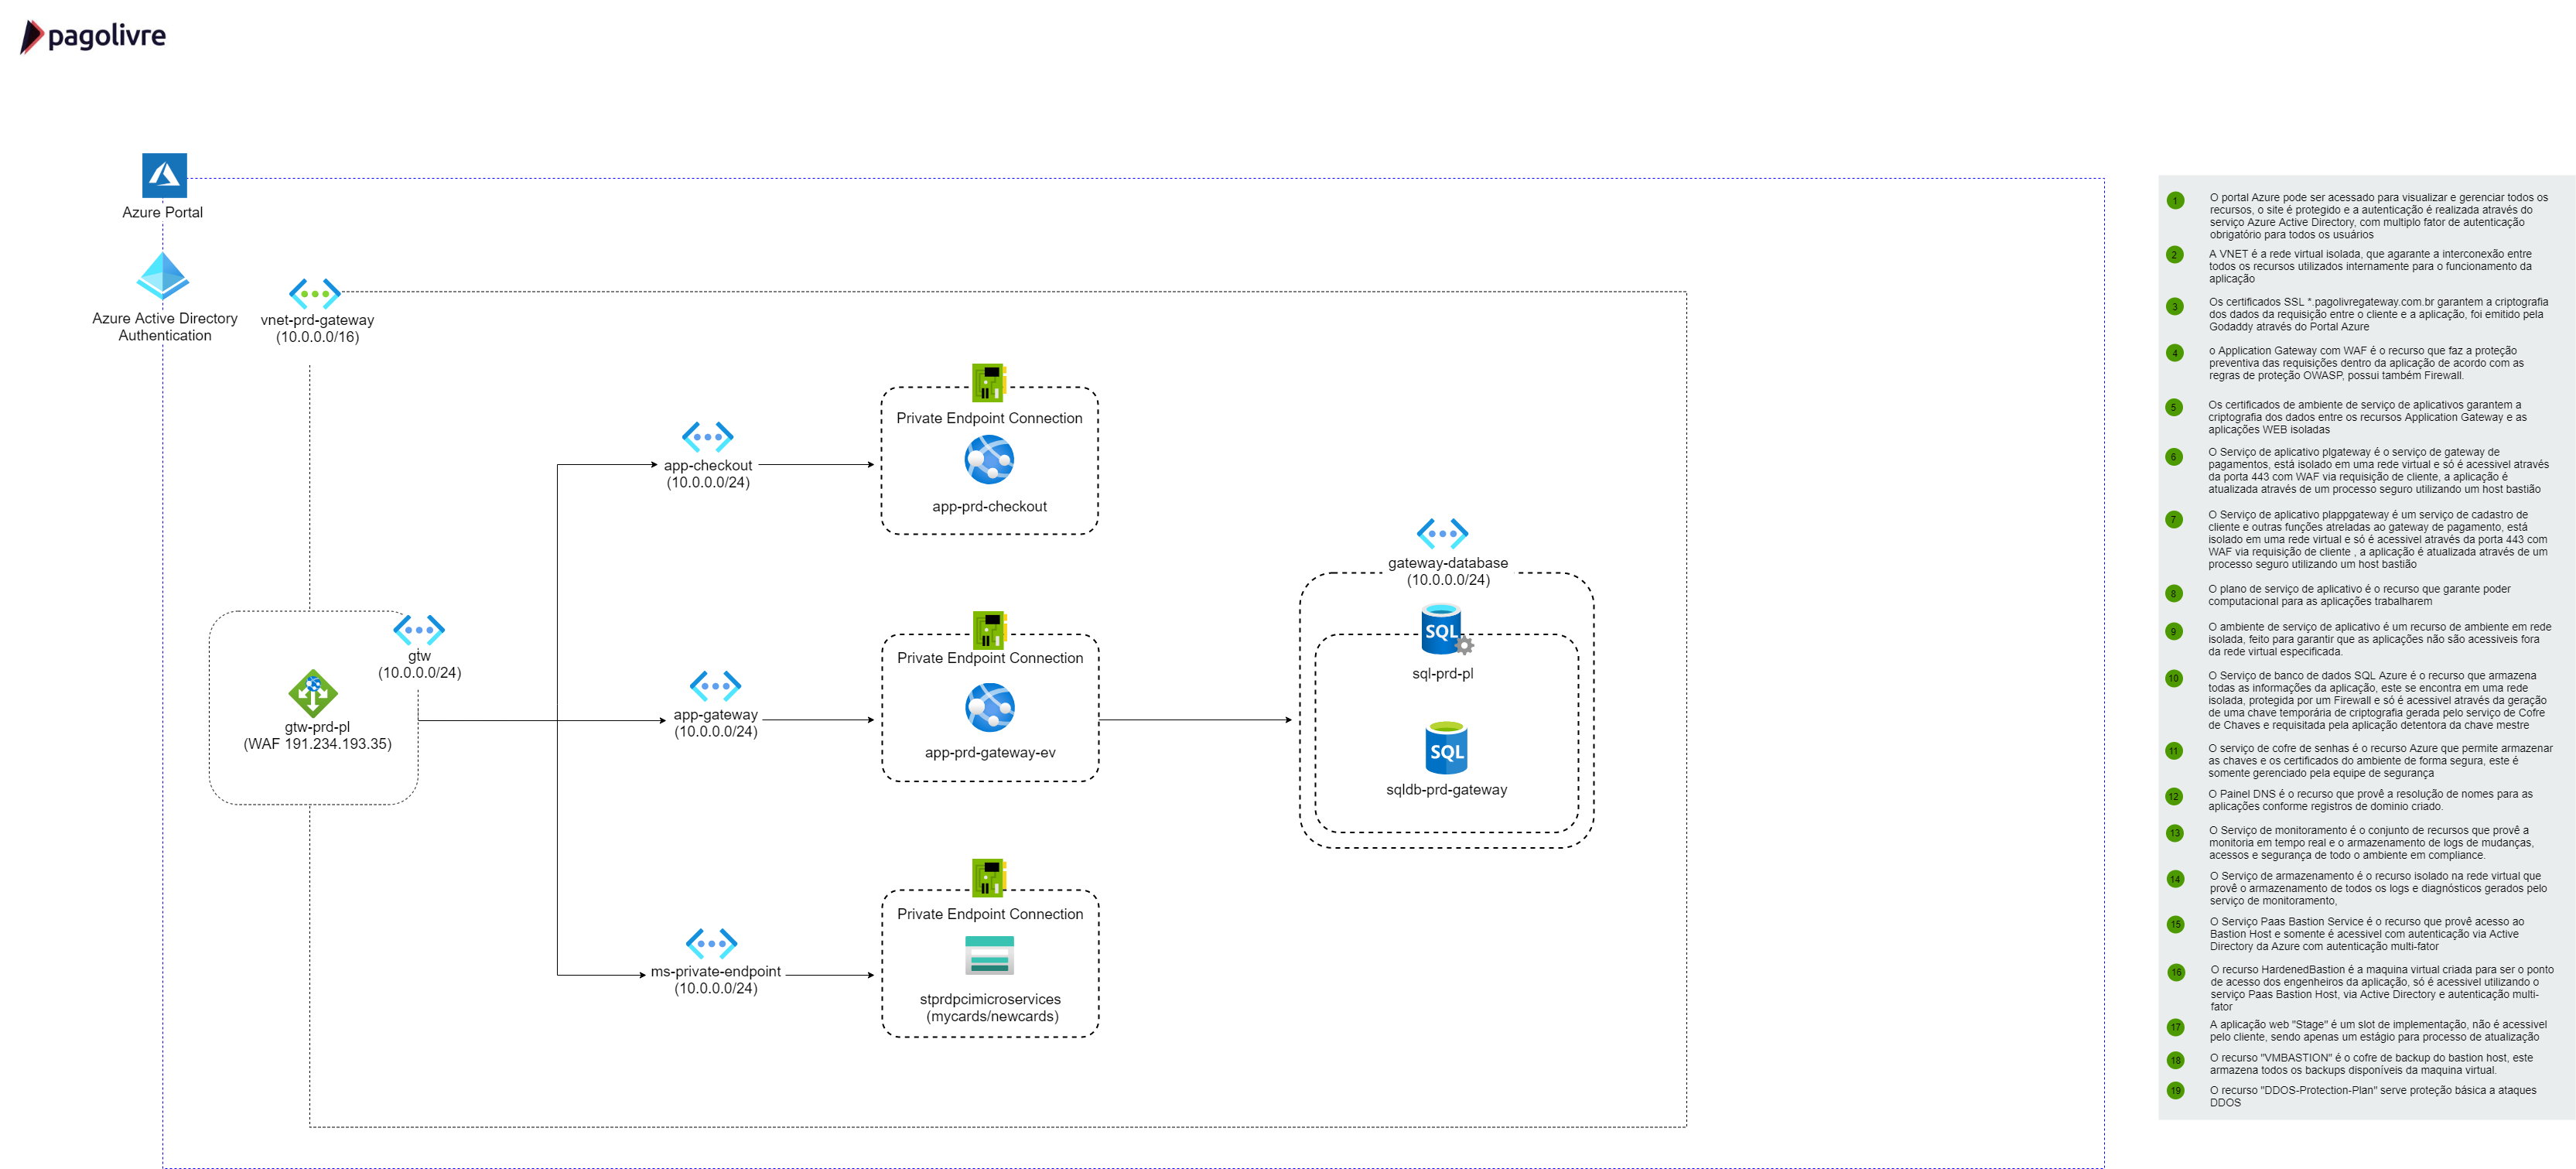 pagolivre
Azure Portal
Azure Active Directory
Authentication
vnet-prd-gateway
(10.0.0.0/16)
gtw
(10.0.0.0/24)
gtw-prd-pl
(WAF 191.234.193.35)
app-checkout
(10.0.0.0/24)
Private Endpoint Connection
app-prd-checkout
app-gateway
(10.0.0.0/24)
Private Endpoint Connection
app-prd-gateway-ev
ms-private-endpoint
(10.0.0.0/24)
Private Endpoint Connection
stprdpcimicroservices
(mycards/newcards)
gateway-database
(10.0.0.0/24)
SQL
sql-prd-pl
SQL
sqldb-prd-gateway
1
O portal Azure pode ser acessado para visualizar e gerenciar todos os
recursos, o site é protegido e a autenticação é realizada através do
serviço Azure Active Directory, com multiplo fator de autenticação
obrigatório para todos os usuários
2
A VNET é a rede virtual isolada, que agarante a interconexão entre
todos os recursos utilizados internamente para o funcionamento da
aplicação
3
Os certificados SSL *.pagolivregateway.com.br garantem a criptografia
dos dados da requisição entre o cliente e a aplicação, foi emitido pela
Godaddy através do Portal Azure
4
o Application Gateway com WAF é o recurso que faz a proteção
preventiva das requisições dentro da aplicação de acordo com as
regras de proteção OWASP, possui também Firewall.
5
Os certificados de ambiente de serviço de aplicativos garantem a
criptografia dos dados entre os recursos Application Gateway e as
aplicações WEB isoladas
6
O Serviço de aplicativo plgateway é o serviço de gateway de
pagamentos, está isolado em uma rede virtual e só é acessivel através
da porta 443 com WAF via requisição de cliente, a aplicação é
atualizada através de um processo seguro utilizando um host bastião
7
O Serviço de aplicativo plappgateway é um serviço de cadastro de
cliente e outras funções atreladas ao gateway de pagamento, está
isolado em uma rede virtual e só é acessivel através da porta 443 com
WAF via requisição de cliente , a aplicação é atualizada através de um
processo seguro utilizando um host bastião
8
O plano de serviço de aplicativo é o recurso que garante poder
computacional para as aplicações trabalharem
9
O ambiente de serviço de aplicativo é um recurso de ambiente em rede
isolada, feito para garantir que as aplicações não são acessiveis fora
da rede virtual especificada.
10
O Serviço de banco de dados SQL Azure é o recurso que armazena
todas as informações da aplicação, este se encontra em uma rede
isolada, protegida por um Firewall e só é acessivel através da geração
de uma chave temporária de criptografia gerada pelo serviço de Cofre
de Chaves e requisitada pela aplicação detentora da chave mestre
11
O serviço de cofre de senhas é o recurso Azure que permite armazenar
as chaves e os certificados do ambiente de forma segura, este é
somente gerenciado pela equipe de segurança
12
O Painel DNS é o recurso que provê a resolução de nomes para as
aplicações conforme registros de dominio criado.
13
O Serviço de monitoramento é o conjunto de recursos que provê a
monitoria em tempo real e o armazenamento de logs de mudanças,
acessos e segurança de todo o ambiente em compliance.
14
O Serviço de armazenamento é o recurso isolado na rede virtual que
provê o armazenamento de todos os logs e diagnósticos gerados pelo
serviço de monitoramento,
15
O Serviço Paas Bastion Service é o recurso que provê acesso ao
Bastion Host e somente é acessivel com autenticação via Active
Directory da Azure com autenticação multi-fator
16
O recurso HardenedBastion é a maquina virtual criada para ser o ponto
de acesso dos engenheiros da aplicação, só é acessivel utilizando o
serviço Paas Bastion Host, via Active Directory e autenticação multi-
fator
17
A aplicação web "Stage" é um slot de implementação, não é acessivel
pelo cliente, sendo apenas um estágio para processo de atualização
18
O recurso "VMBASTION" é o cofre de backup do bastion host, este
armazena todos os backups disponíveis da maquina virtual.
19
O recurso "DDOS-Protection-Plan" serve proteção básica a ataques
DDOS